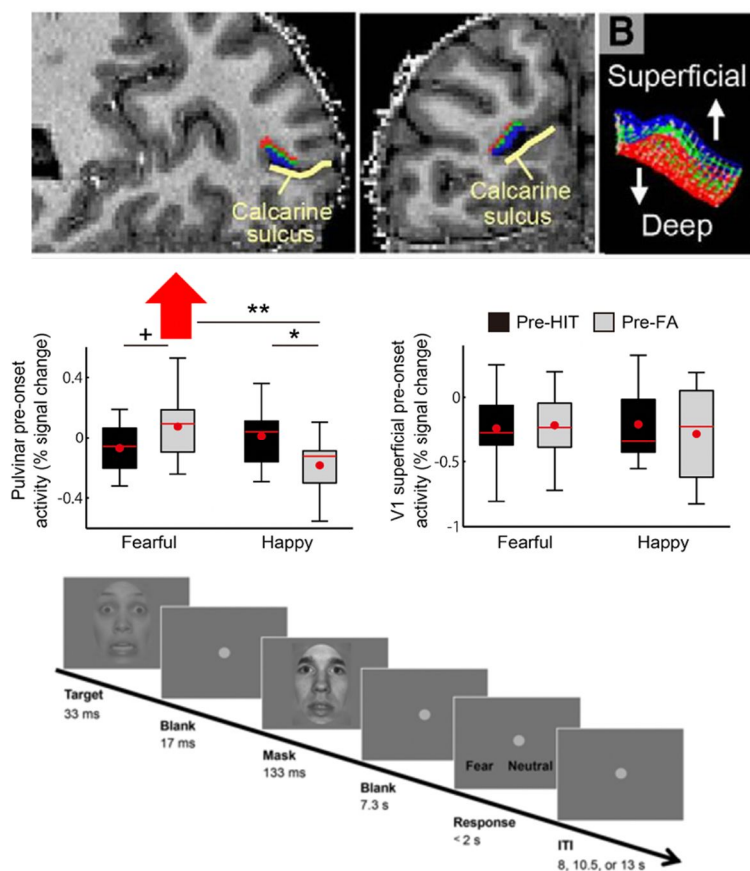 B
Superficial
Deep
Calcarine
sulcus
Calcarine
sulcus
**
+
*
Pulvinar pre-onset
activity (% signal change)
0.4
0
-0.4
Fearful
Happy
Pre-HIT
Pre-FA
V1 superficial pre-onset
activity (% signal change)
0
-0.5
-1
Fearful
Happy
Target
33 ms
Blank
17 ms
Mask
133 ms
Blank
7.3 s
Fear Neutral
Response
< 2 s
ITI
8, 10.5, or 13 s